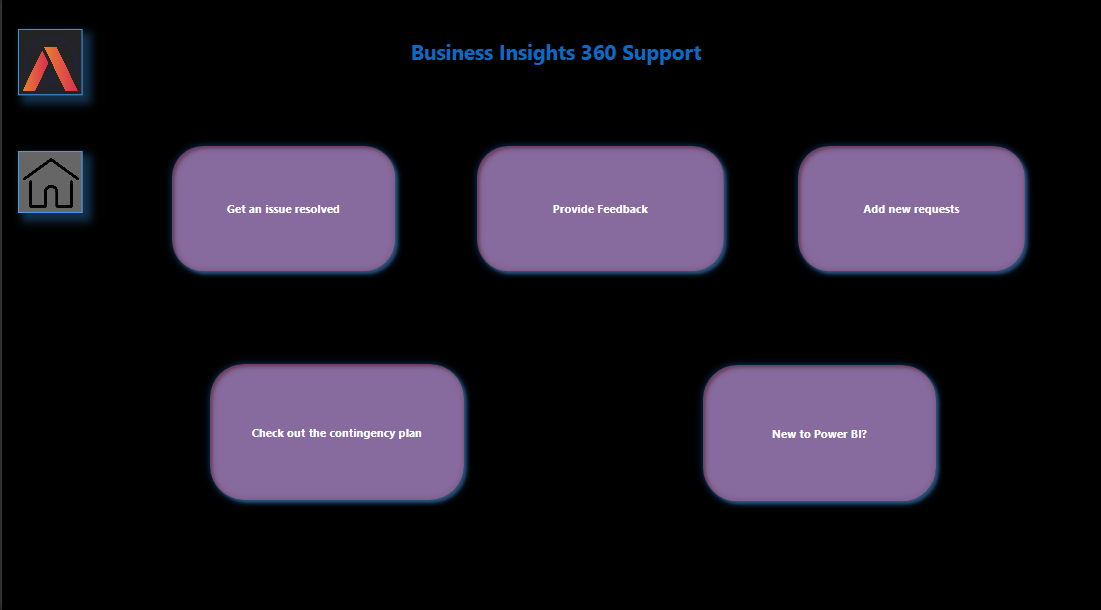 Business Insights 360 Support
Get an issue resolved
Provide Feedback
Add new requests
Check out the contingency plan
New to Power BI?